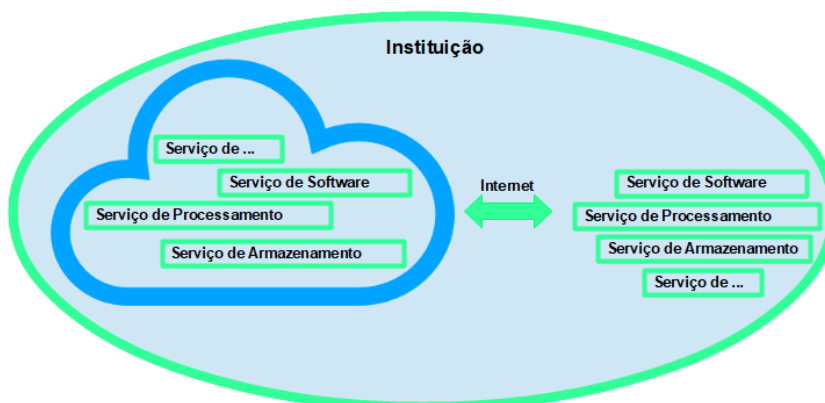 Instituição
Serviço de ...
Serviço de Software
Serviço de Processamento
Serviço de Armazenamento
Internet
Serviço de Software
Serviço de Processamento
Serviço de Armazenamento
Serviço de ...